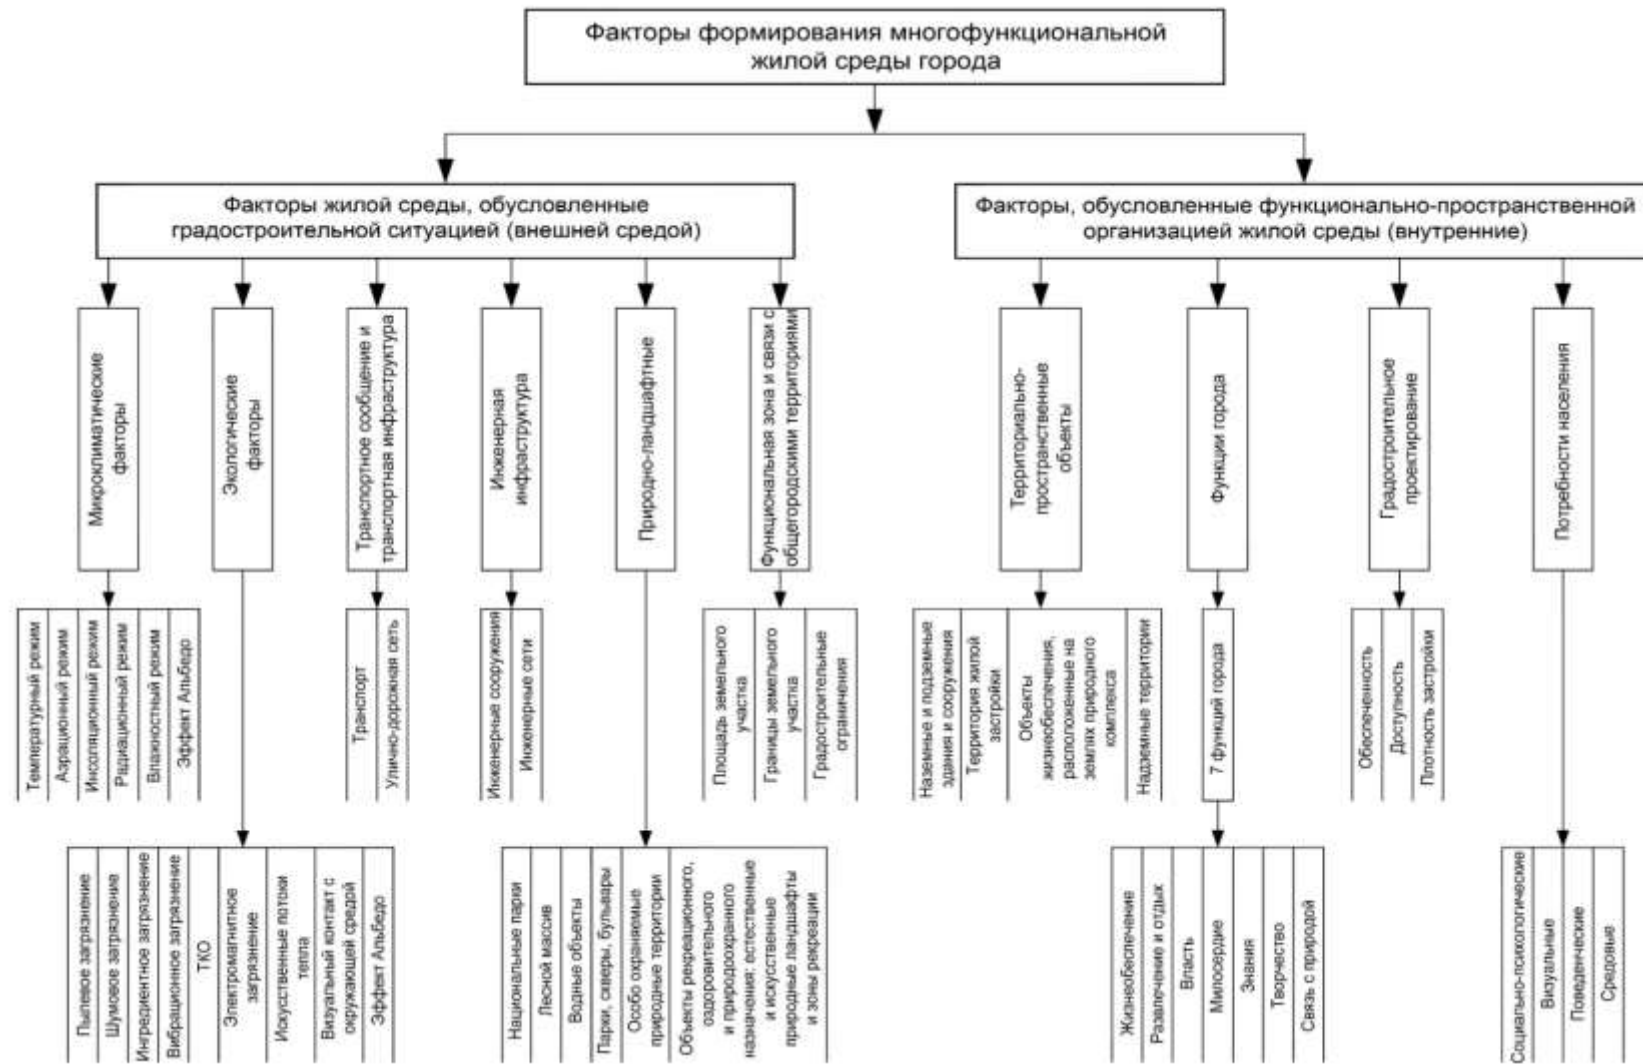 Факторы формирования многофункциональной
жилой среды города
Факторы жилой среды, обусловленные
градостроительной ситуацией (внешней средой)
Факторы, обусловленные функционально-пространственной
организацией жилой среды (внутренние)
Микроклиматические
факторы
Экологические
факторы
Транспортное сообщение и
транспортная инфраструктура
Инженерная
инфраструктура
Природно-ландшафтные
Функциональная зона и связи с
общегородскими территориями
Территориально-
пространственные
объекты
Функции города
Градостроительное
проектирование
Потребности населения
Температурный режим
Аэрационный режим
Инсоляционный режим
Радиационный режим
Влажностный режим
Эффект Альбедо
Транспорт
Улично-дорожная сеть
Инженерные сооружения
Инженерные сети
Площадь земельного
участка
Границы земельного
участка
Градостроительные
ограничения
Наземные и подземные
здания и сооружения
Территория жилой
застройки
Объекты
жизнеобеспечения,
расположенные на
землях природного
комплекса
Надземные территории
7 функций города
Обеспеченность
Доступность
Плотность застройки
Пылевое загрязнение
Шумовое загрязнение
Ингредиентное загрязнение
Вибрационное загрязнение
ТКО
Электромагнитное
загрязнение
Искусственные потоки
тепла
Визуальный контакт с
окружающей средой
Эффект Альбедо
Национальные парки
Лесной массив
Водные объекты
Парки, скверы, бульвары
Особо охраняемые
природные территории
Объекты рекреационного,
оздоровительного
и природоохранного
назначения: естественные
и искусственные
природные ландшафты
и зоны рекреации
Жизнеобеспечение
Развлечение и отдых
Власть
Милосердие
Знания
Творчество
Связь с природой
Социально-психологические
Визуальные
Поведенческие
Средовые